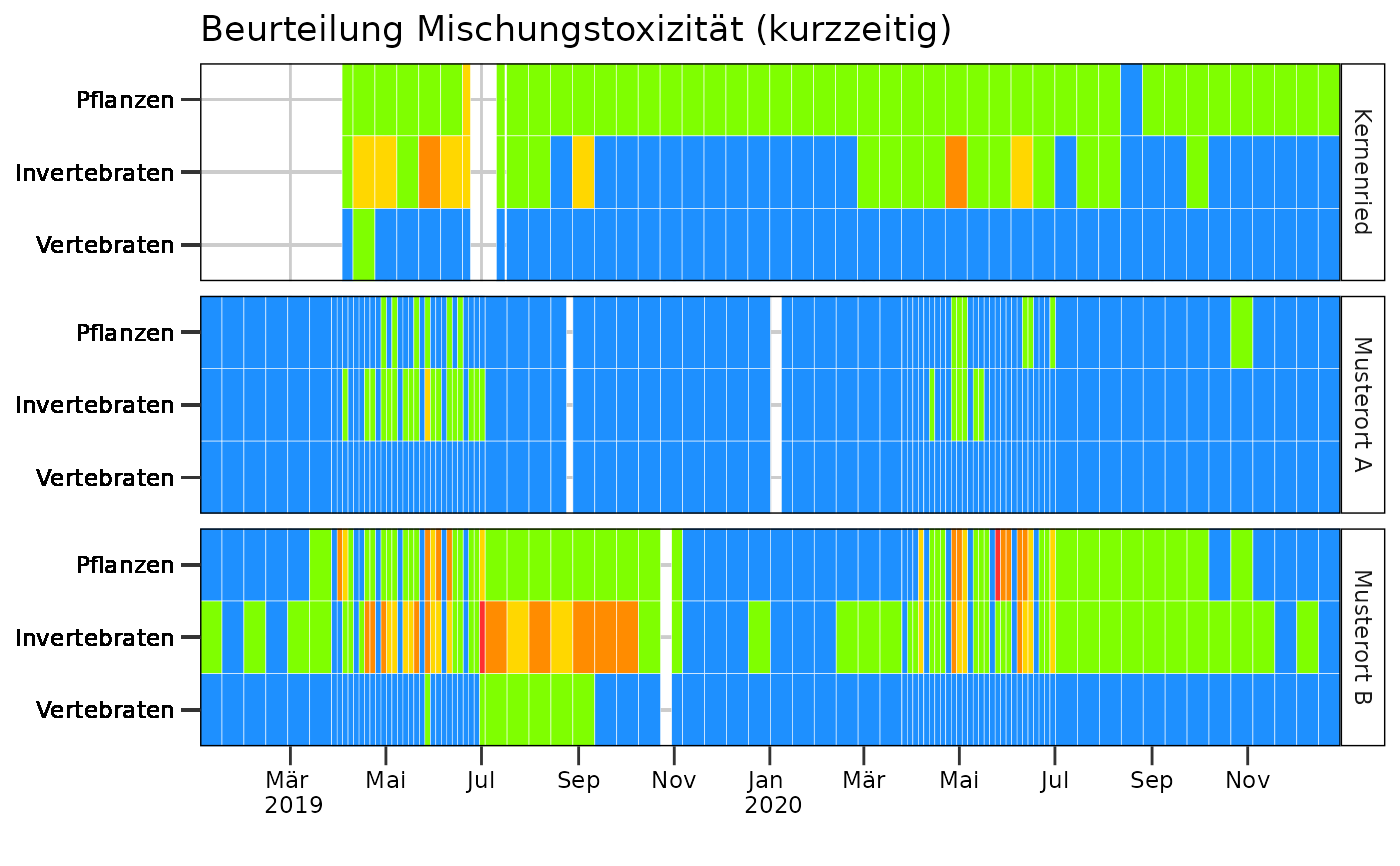 Beurteilung Mischungstoxizität (kurzzeitig)
Pflanzen
Invertebraten
Vertebraten
Kernenried
Pflanzen
Invertebraten
Vertebraten
Musterort A
Pflanzen
Invertebraten
Vertebraten
Musterort B
Mär Mai Jul Sep Nov Jan Mär Mai Jul Sep Nov
2019 2020